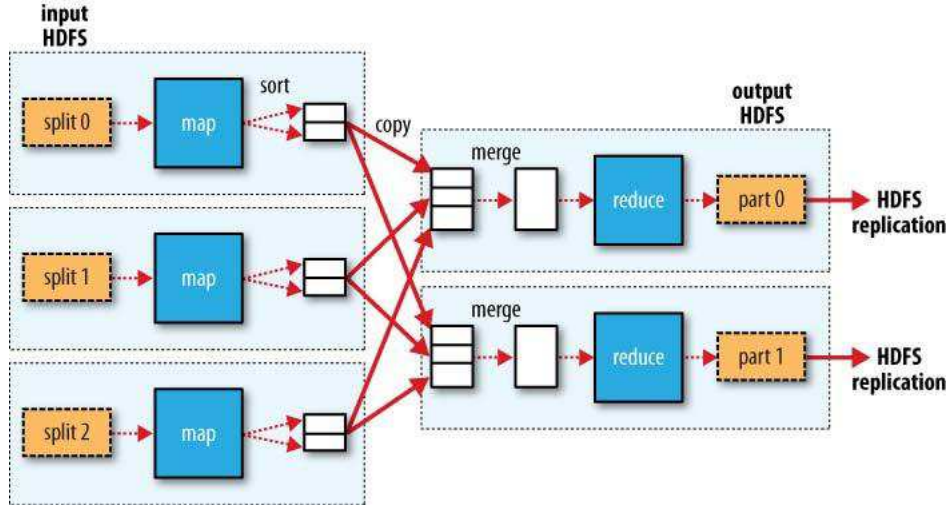 input
HDFS
split 0
map
sort
copy
split 1
map
split 2
map
output
HDFS
merge
reduce
part 0
HDFS
replication
merge
reduce
part 1
HDFS
replication